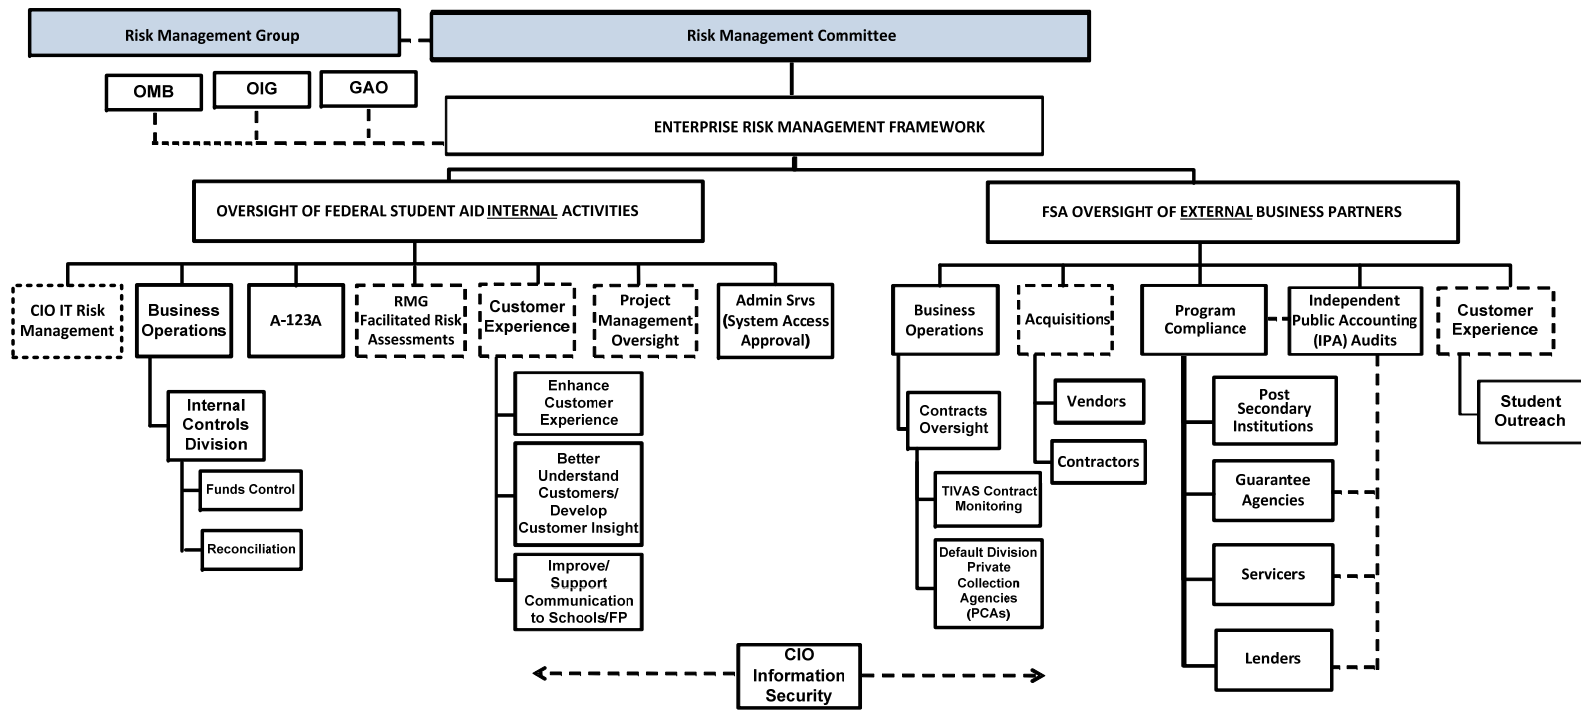 Risk Management Group
Risk Management Committee
OMB
OIG
GAO
ENTERPRISE RISK MANAGEMENT FRAMEWORK
OVERSIGHT OF FEDERAL STUDENT AID INTERNAL ACTIVITIES
FSA OVERSIGHT OF EXTERNAL BUSINESS PARTNERS
CIO IT Risk
Management
Business
Operations
A-123A
RMG
Facilitated Risk
Assessments
Customer
Experience
Project
Management
Oversight
Admin Srvs
(System Access
Approval)
Business
Operations
Acquisitions
Program
Compliance
Independent
Public Accounting
(IPA) Audits
Customer
Experience
Internal
Controls
Division
Funds Control
Reconciliation
Enhance
Customer
Experience
Better
Understand
Customers/
Develop
Customer Insight
Improve/
Support
Communication
to Schools/FP
Contracts
Oversight
TIVAS Contract
Monitoring
Default Division
Private
Collection
Agencies
(PCAs)
Vendors
Contractors
Post
Secondary
Institutions
Guarantee
Agencies
Servicers
Lenders
Student
Outreach
CIO
Information
Security